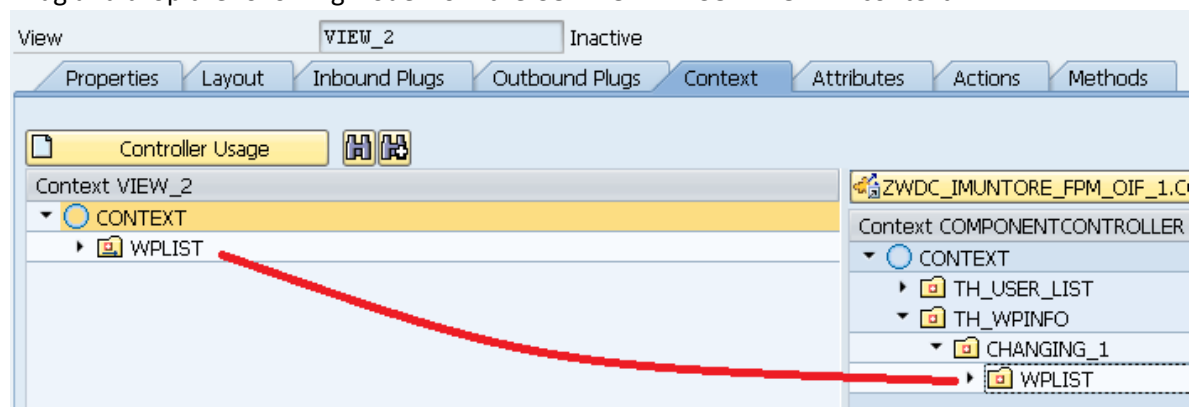 View VIEW_2 Inactive
Properties Layout Inbound Plugs Outbound Plugs Context Attributes Actions Methods
Controller Usage
Context VIEW_2
CONTEXT
WPLIST
ZWDC_IMUNTORE_FPM_OIF_1.C
Context COMPONENTCONTROLLER
CONTEXT
TH_USER_LIST
TH_WPINFO
CHANGING_1
WPLIST